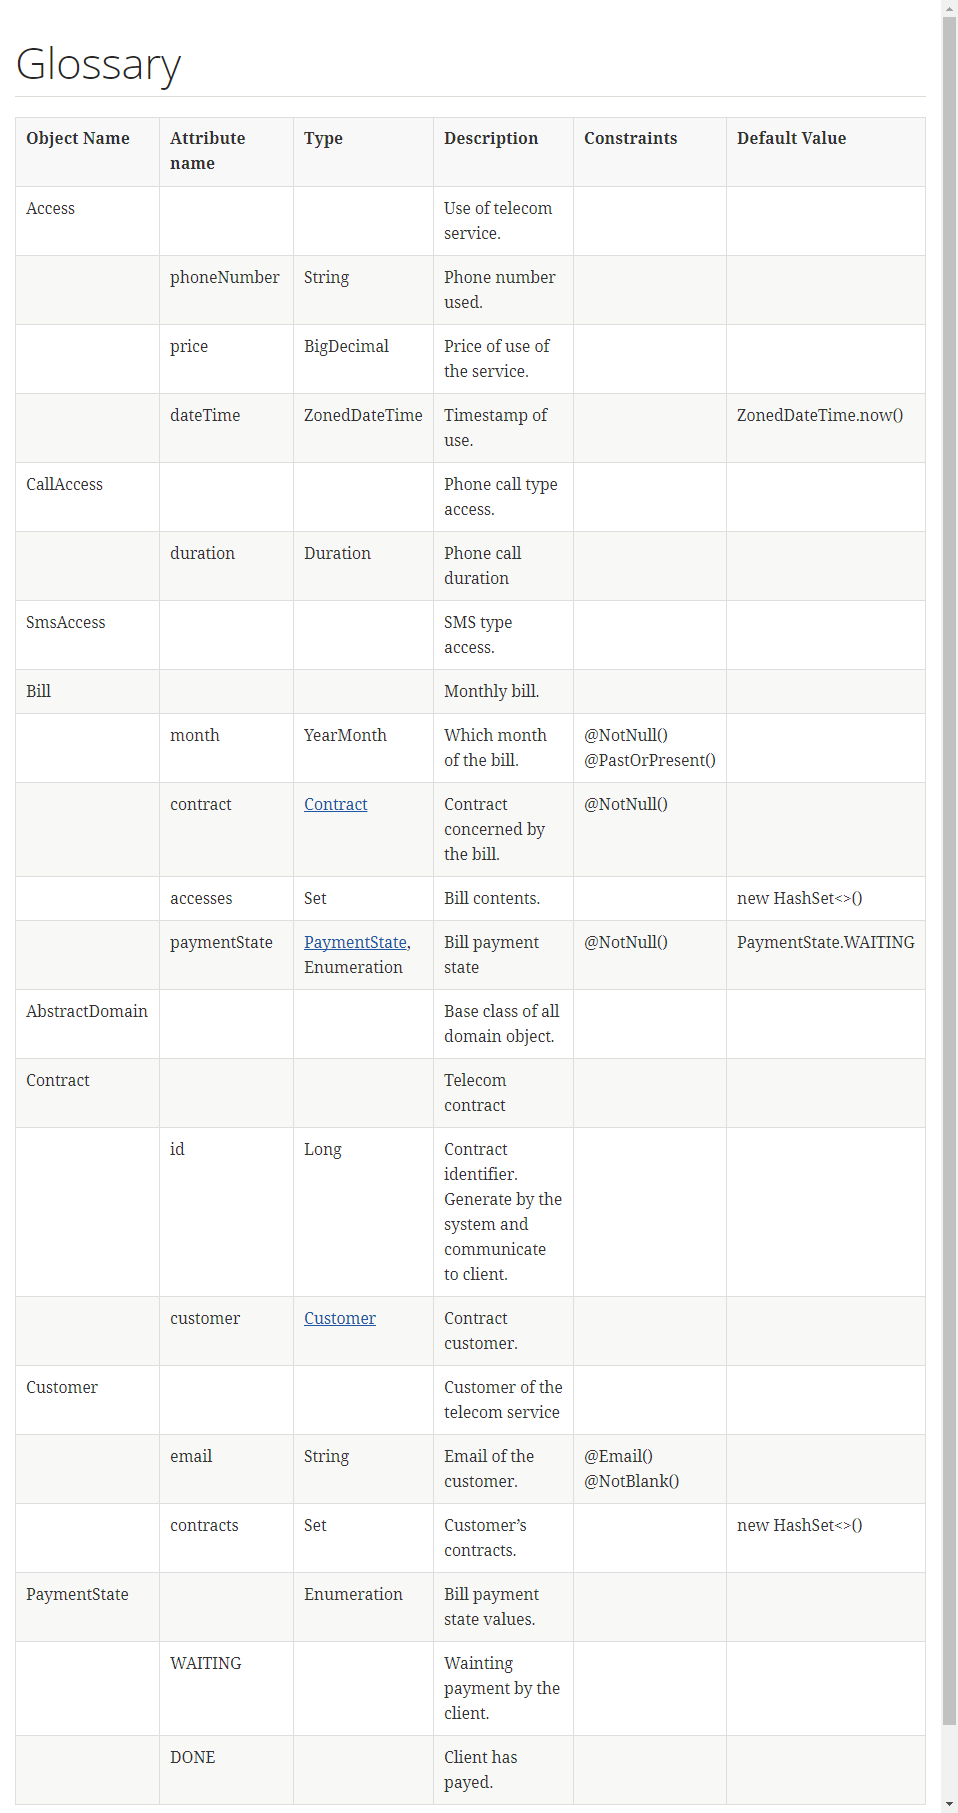 Glossary
Object Name Attribute name Type Description Constraints Default Value
Access Use of telecom service.
phoneNumber String Phone number used.
price BigDecimal Price of use of the service.
dateTime ZonedDateTime Timestamp of use. ZonedDateTime.now()
CallAccess Phone call type access.
duration Duration Phone call duration
SmsAccess SMS type access.
Bill Monthly bill.
month YearMonth Which month of the bill. @NotNull() @PastOrPresent()
contract Contract Contract concerned by the bill. @NotNull()
accesses Set Bill contents. new HashSet<>()
paymentState PaymentState, Enumeration Bill payment state @NotNull() PaymentState.WAITING
AbstractDomain Base class of all domain object.
Contract Telecom contract
id Long Contract identifier. Generate by the system and communicate to client.
customer Customer Contract customer.
Customer Customer of the telecom service
email String Email of the customer. @Email() @NotBlank()
contracts Set Customer’s contracts. new HashSet<>()
PaymentState Enumeration Bill payment state values.
WAITING Wainting payment by the client.
DONE Client has payed.